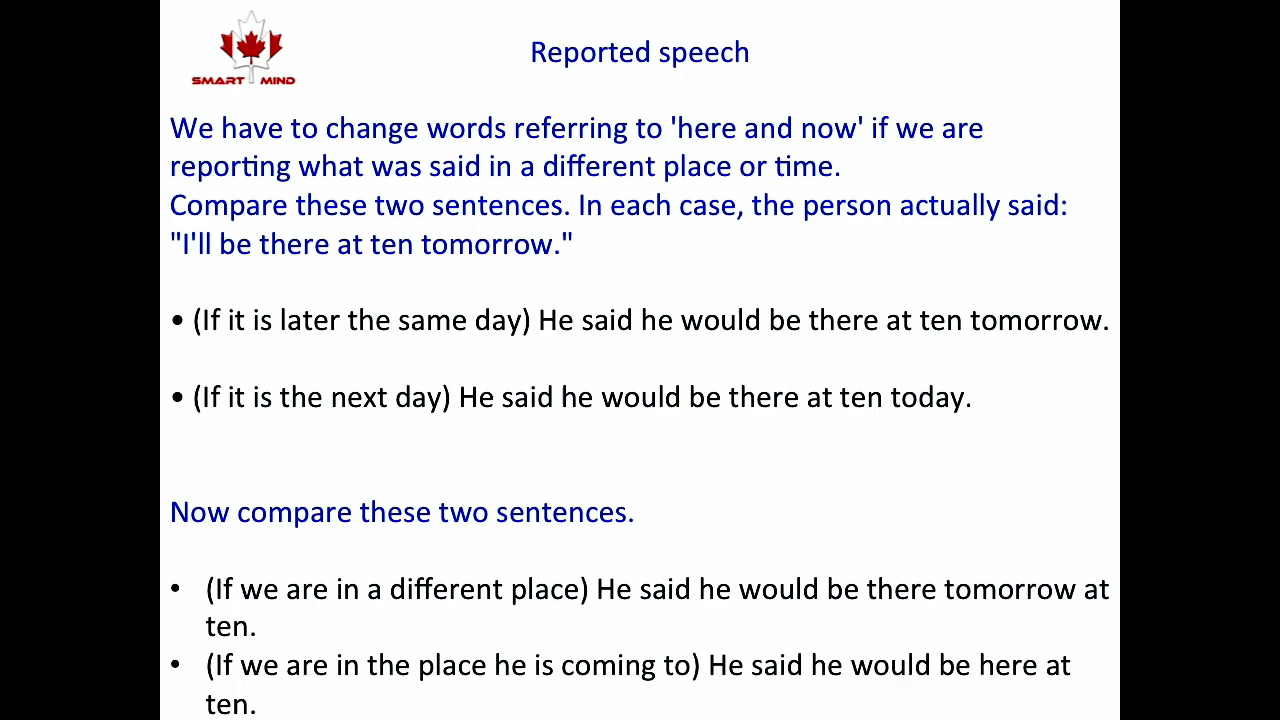 SMART MIND
Reported speech
We have to change words referring to 'here and now' if we are
reporting what was said in a different place or time.
Compare these two sentences. In each case, the person actually said:
"I'll be there at ten tomorrow."
• (If it is later the same day) He said he would be there at ten tomorrow.
• (If it is the next day) He said he would be there at ten today.
Now compare these two sentences.
• (If we are in a different place) He said he would be there tomorrow at
ten.
• (If we are in the place he is coming to) He said he would be here at
ten.